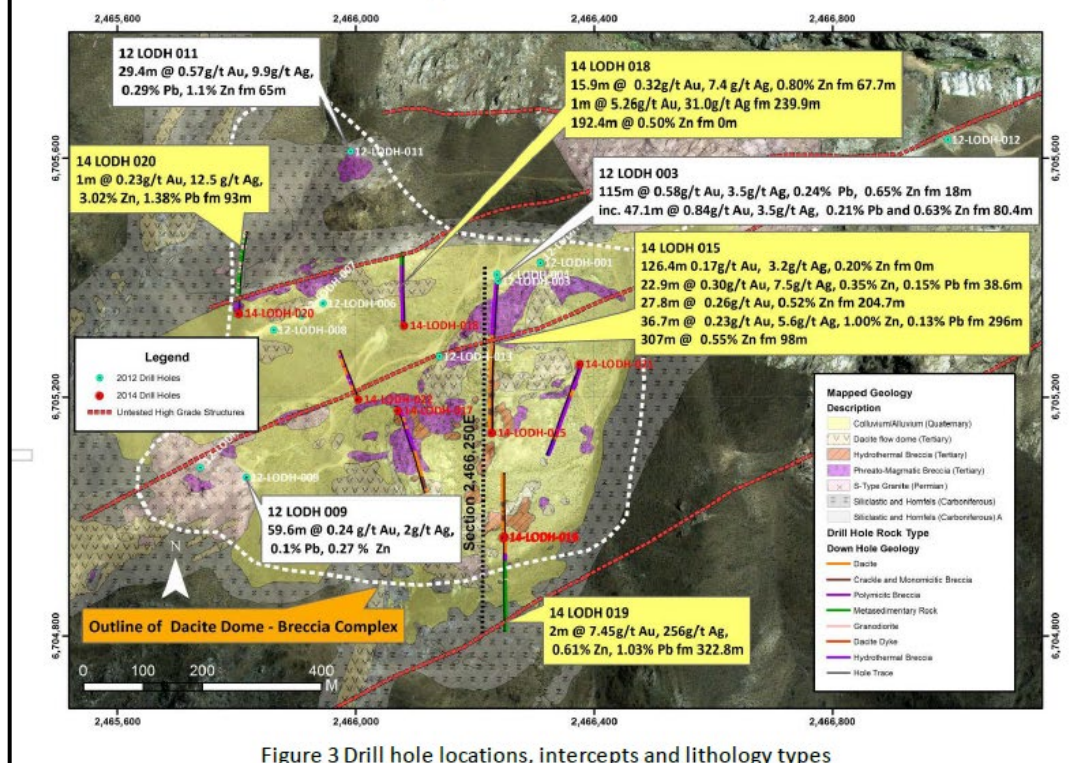 2,465,600 2,466,000 2,466,400 2,466,800
12 LODH 011
29.4m @ 0.57g/t Au, 9.9g/t Ag,
0.29% Pb, 1.1% Zn fm 65m
14 LODH 018
15.9m @ 0.32g/t Au, 7.4 g/t Ag, 0.80% Zn fm 67.7m
1m @ 5.26g/t Au, 31.0g/t Ag fm 239.9m
192.4m @ 0.50% Zn fm 0m
12-LODH-012
12-LODH-011
6,705,600
6,705,600
14 LODH 020
1m @ 0.23g/t Au, 12.5 g/t Ag,
3.02% Zn, 1.38% Pb fm 93m
12 LODH 003
115m @ 0.58g/t Au, 3.5g/t Ag, 0.24% Pb, 0.65% Zn fm 18m
inc. 47.1m @ 0.84g/t Au, 3.5g/t Ag, 0.21% Pb and 0.63% Zn fm 80.4m
14 LODH 015
126.4m 0.17g/t Au, 3.2g/t Ag, 0.20% Zn fm 0m
22.9m @ 0.30g/t Au, 7.5g/t Ag, 0.35% Zn, 0.15% Pb fm 38.6m
27.8m @ 0.26g/t Au, 0.52% Zn fm 204.7m
36.7m @ 0.23g/t Au, 5.6g/t Ag, 1.00% Zn, 0.13% Pb fm 296m
307m @ 0.55% Zn fm 98m
12-LODH-001
12-LODH-003
12-LODH-006
14-LODH-020
12-LODH-008
14-LODH-018
Legend
2012 Drill Holes
2014 Drill Holes
Untested High Grade Structures
6,705,200
6,705,200
14-LODH-022
14-LODH-017
14-LODH-015
12-LODH-009
Section 2,466,250E
12 LODH 009
59.6m @ 0.24 g/t Au, 2g/t Ag,
0.1% Pb, 0.27 % Zn
Mapped Geology
Description
Colluvium/Alluvium (Quaternary)
Dacite flow dome (Tertiary)
Hydrothermal Breccia (Tertiary)
Phreato-Magmatic Breccia (Tertiary)
S-Type Granite (Permian)
Siliclastic and Hornfels (Carboniferous)
Siliclastic and Hornfels (Carboniferous) A
Drill Hole Rock Type
Down Hole Geology
Dacite
Crackle and Monomicitic Breccia
Polymicitc Breccia
Metasedimentary Rock
Granodiorite
Dacite Dyke
Hydrothermal Breccia
Hole Trace
N
Outline of Dacite Dome - Breccia Complex
14 LODH 019
2m @ 7.45g/t Au, 256g/t Ag,
0.61% Zn, 1.03% Pb fm 322.8m
6,704,800
6,704,800
0 100 200 400
M
2,465,600 2,466,000 2,466,400 2,466,800
Figure 3 Drill hole locations, intercepts and lithology types